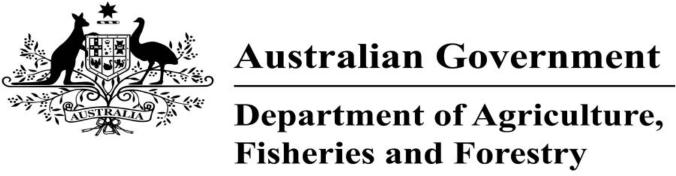 Australian Government
AUSTRALIA
Department of Agriculture,
Fisheries and Forestry